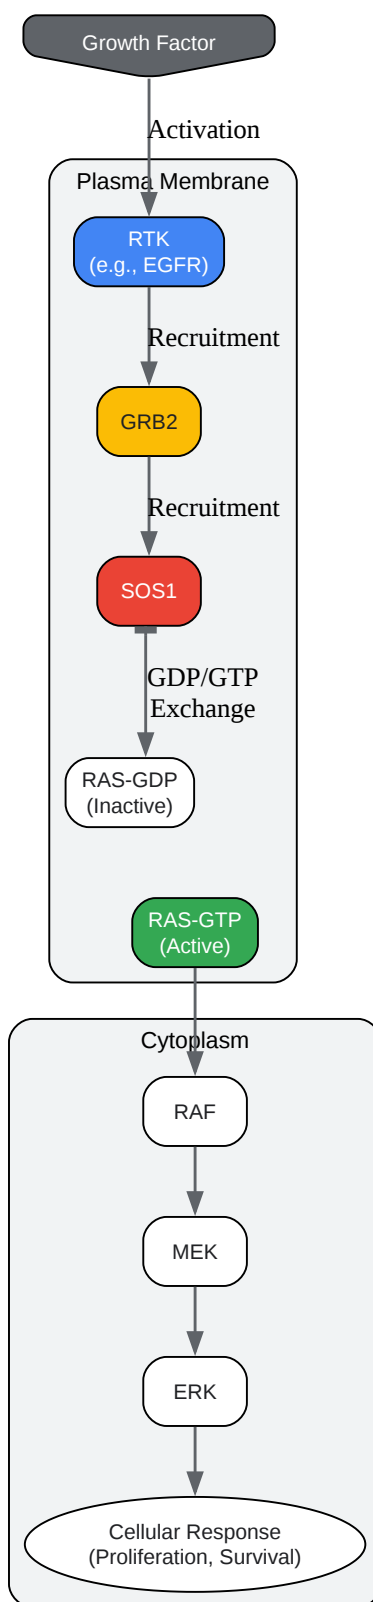 Growth Factor
Activation
Plasma Membrane
RTK
(e.g., EGFR)
Recruitment
GRB2
Recruitment
SOS1
GDP/GTP
Exchange
RAS-GDP
(Inactive)
RAS-GTP
(Active)
Cytoplasm
RAF
MEK
ERK
Cellular Response
(Proliferation, Survival)